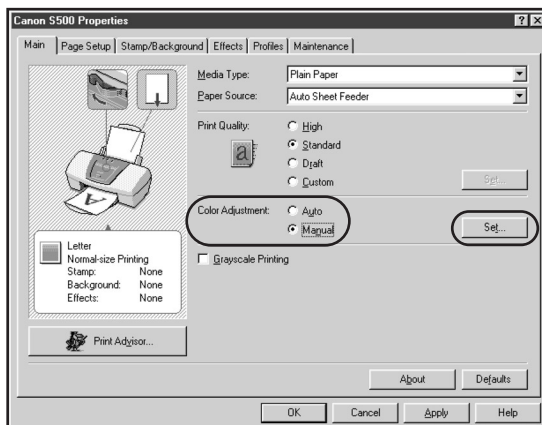 Canon S500 Properties
Main Page Setup Stamp/Background Effects Profiles Maintenance
Media Type: Plain Paper
Paper Source: Auto Sheet Feeder
Print Quality: High
Standard
Draft
Custom Set...
Color Adjustment: Auto
Manual Set...
Grayscale Printing
Letter
Normal-size Printing
Stamp: None
Background: None
Effects: None
Print Advisor...
About Defaults
OK Cancel Apply Help